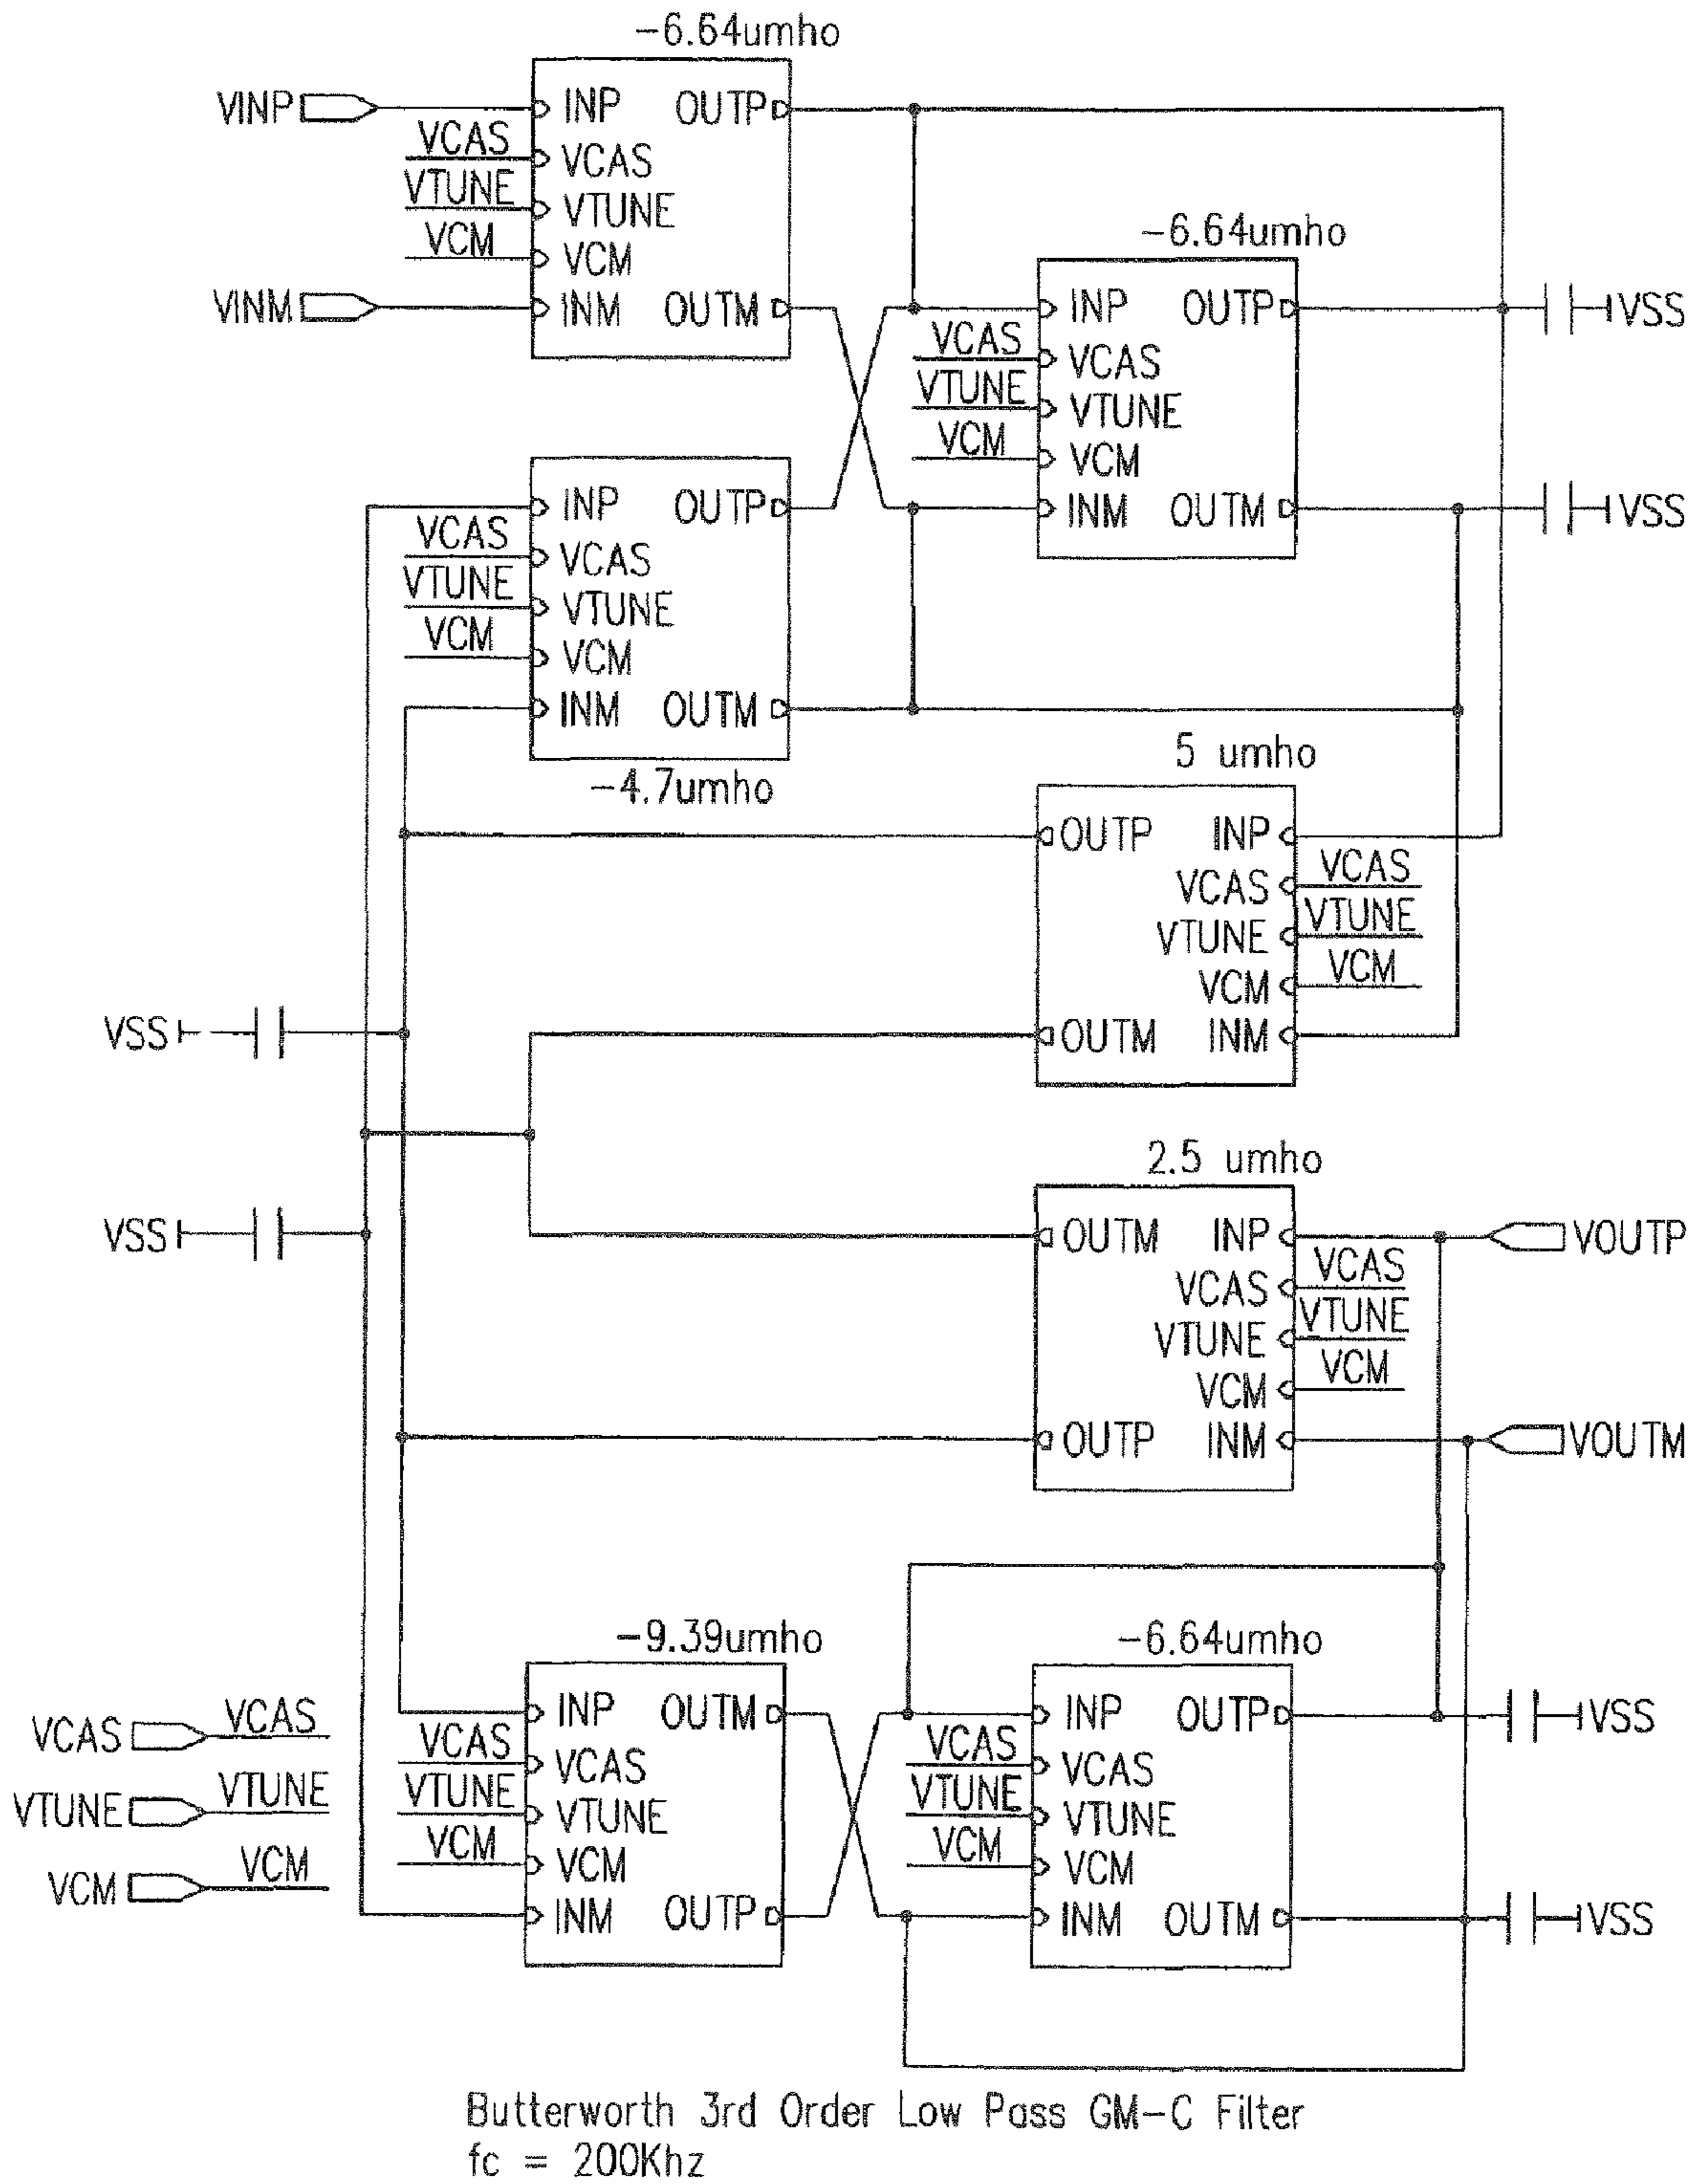 -6.64umho
VINP
INP
OUTP
VCAS
VCAS
VTUNE
VTUNE
VCM
VCM
VINM
INM
OUTM
-6.64umho
INP
OUTP
VSS
VCAS
VCAS
VTUNE
VTUNE
VCM
VCM
INM
OUTM
VSS
INP
OUTP
VCAS
VCAS
VTUNE
VTUNE
VCM
VCM
INM
OUTM
-4.7umho
5 umho
OUTP
INP
VCAS
VCAS
VTUNE
VTUNE
VCM
VCM
OUTM
INM
VSS
VSS
2.5 umho
OUTM
INP
VOUTP
VCAS
VCAS
VTUNE
VTUNE
VCM
VCM
OUTP
INM
VOUTM
-9.39umho
INP
OUTM
VCAS
VCAS
VTUNE
VTUNE
VCM
VCM
INM
OUTP
-6.64umho
INP
OUTP
VSS
VCAS
VCAS
VTUNE
VTUNE
VCM
VCM
INM
OUTM
VSS
VCAS
VCAS
VTUNE
VTUNE
VCM
VCM
Butterworth 3rd Order Low Pass GM-C Filter
fc = 200Khz